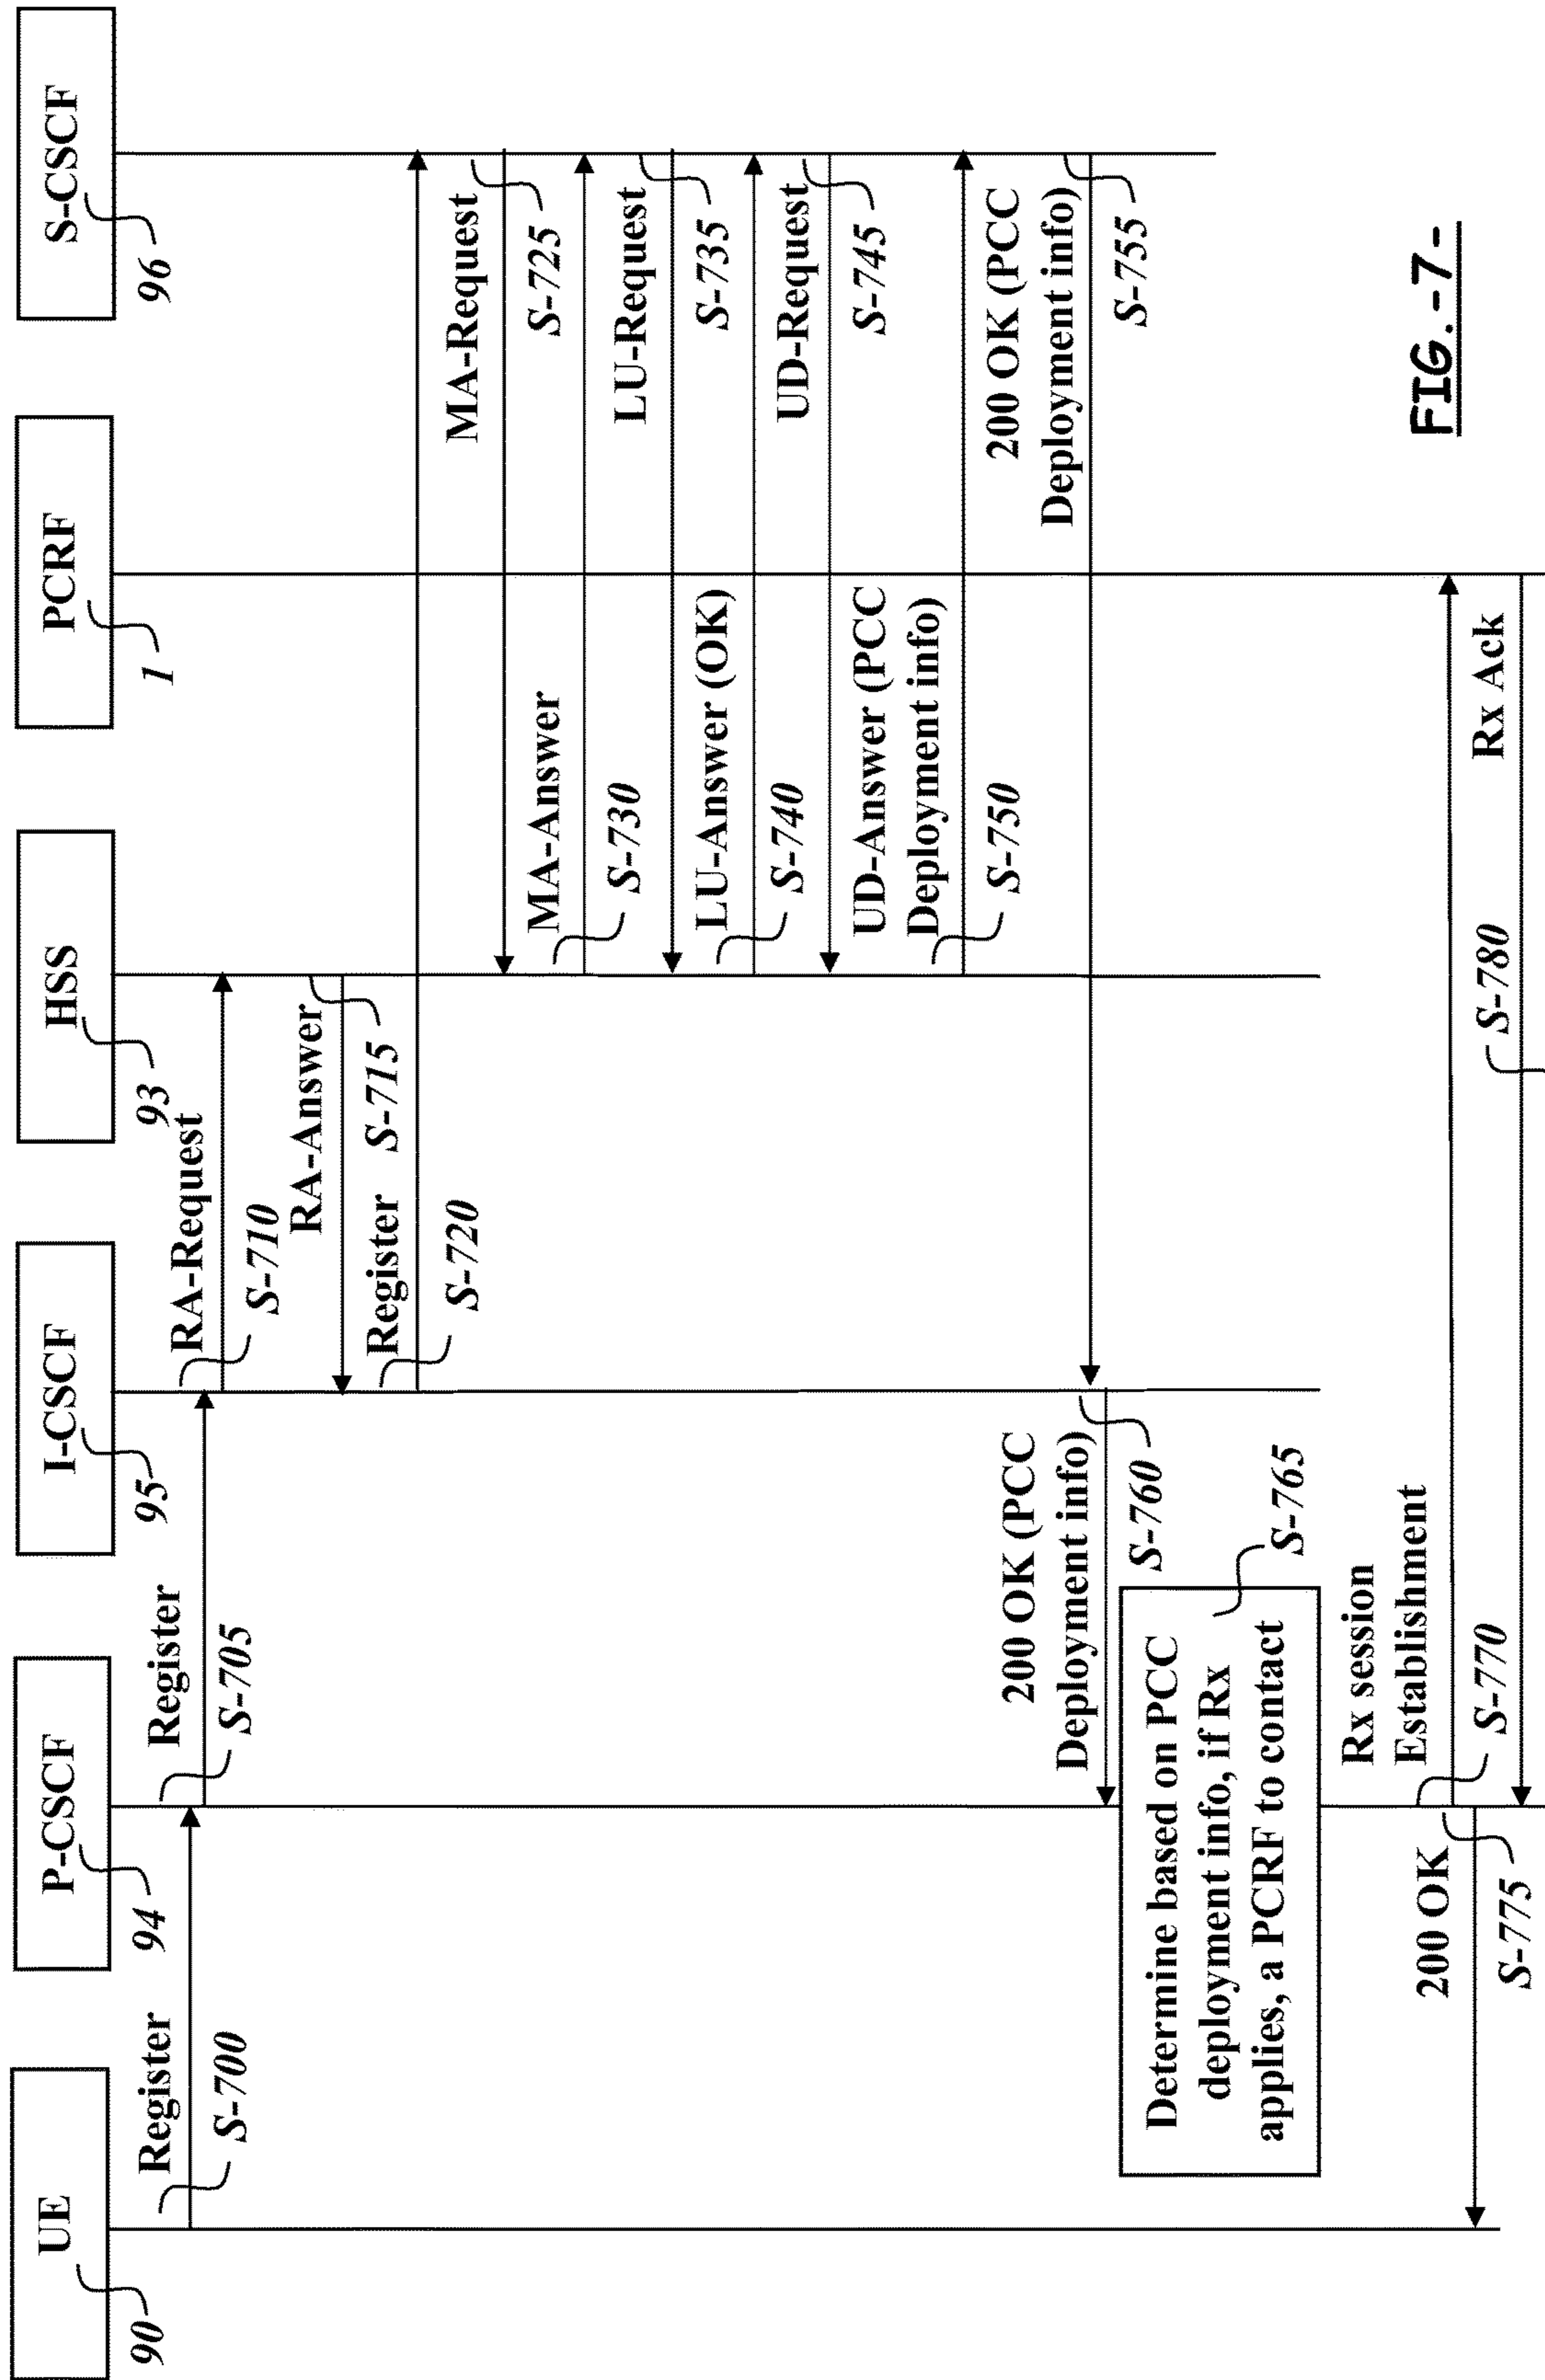 UE
P-CSCF
I-CSCF
HSS
PCRF
S-CSCF
90
94
95
93
1
96
Register
S-700
Register
S-705
RA-Request
S-710
RA-Answer
S-715
Register
S-720
MA-Request
S-725
MA-Answer
S-730
LU-Request
S-735
LU-Answer (OK)
S-740
UD-Request
S-745
UD-Answer (PCC
Deployment info)
S-750
200 OK (PCC
Deployment info)
S-755
200 OK (PCC
Deployment info)
S-760
Determine based on PCC
deployment info, if Rx
applies, a PCRF to contact
S-765
Rx session
Establishment
S-770
200 OK
S-775
Rx Ack
S-780
FIG.-7-